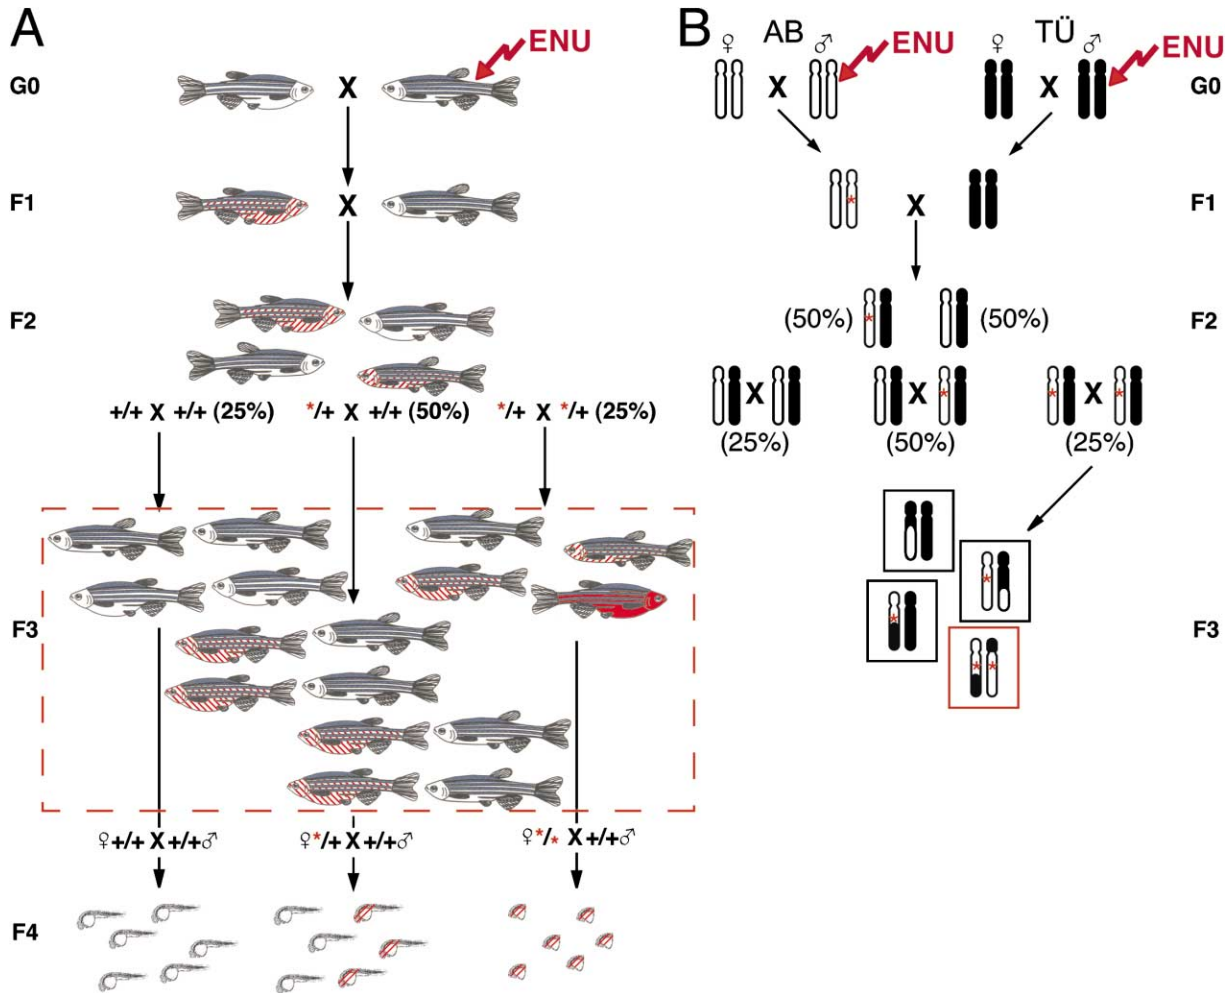 A
ENU
G0
X
F1
X
F2
+/+ X +/+ (25%)
*/+ X +/+ (50%)
*/+ X */+ (25%)
F3
♀+/+ X +/+♂
♀*/+ X +/+♂
♀*/* X +/+♂
F4
B
♀ AB ♂
ENU
♀ TÜ ♂
ENU
X
X
G0
*
X
F1
(50%)
*
(50%)
F2
X
X
*
*
X
*
(25%)
(50%)
(25%)
*
*
*
*
F3